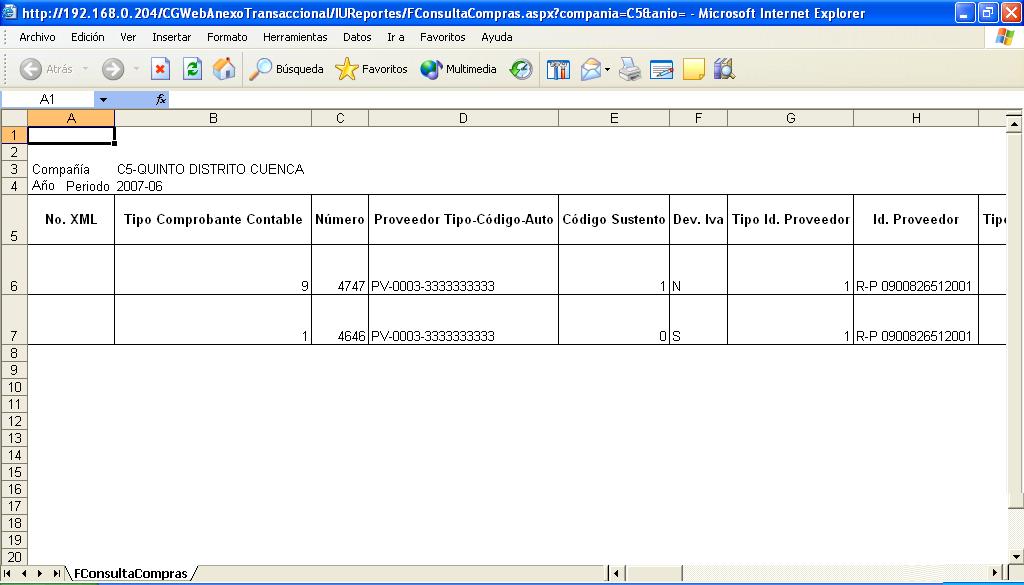 http://192.168.0.204/CGWebAnexoTransaccional/IUReportes/FConsultaCompras.aspx?compania=C5&anio= - Microsoft Internet Explorer
Archivo Edición Ver Insertar Formato Herramientas Datos Ir a Favoritos Ayuda
Atrás Búsqueda Favoritos Multimedia
A1 fx
A B C D E F G H
1
2
3 Compañía C5-QUINTO DISTRITO CUENCA
4 Año Periodo 2007-06
5 No. XML Tipo Comprobante Contable Número Proveedor Tipo-Código-Auto Código Sustento Dev. Iva Tipo Id. Proveedor Id. Proveedor Tipo
6 9 4747 PV-0003-3333333333 1 N 1 R-P 0900826512001
7 1 4646 PV-0003-3333333333 0 S 1 R-P 0900826512001
8
9
10
11
12
13
14
15
16
17
18
19
20
FConsultaCompras